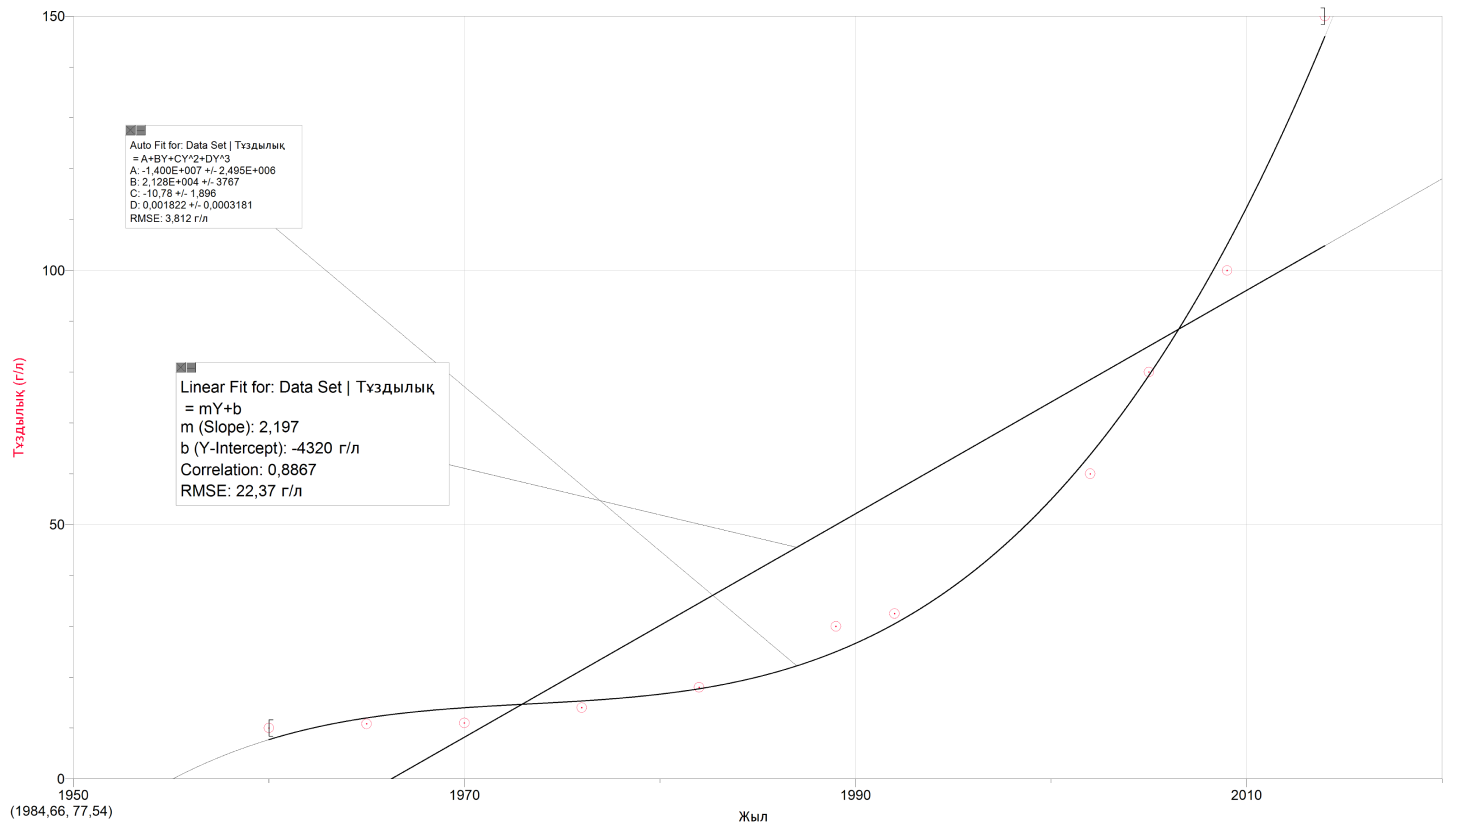 150
Auto Fit for: Data Set | Тұздылық
= A+BY+CY^2+DY^3
A: -1,400E+007 +/- 2,495E+006
B: 2,128E+004 +/- 3767
C: -10,78 +/- 1,896
D: 0,001822 +/- 0,0003181
RMSE: 3,812 г/л
100
Тұздылық (г/л)
Linear Fit for: Data Set | Тұздылық
= mY+b
m (Slope): 2,197
b (Y-Intercept): -4320 г/л
Correlation: 0,8867
RMSE: 22,37 г/л
50
0
1950 1970 1990 2010
(1984,66, 77,54)
Жыл